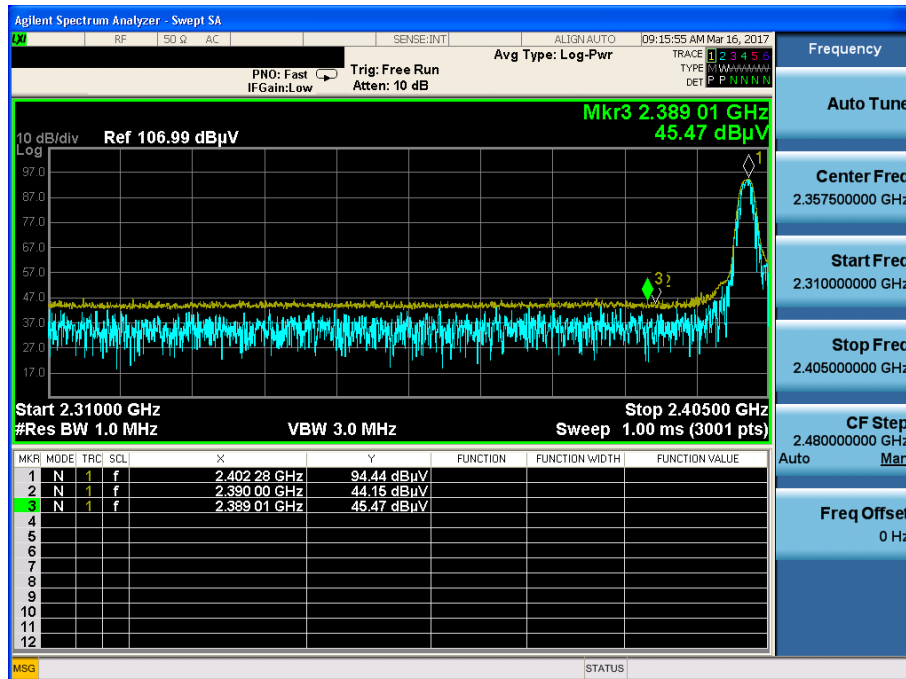 Agilent Spectrum Analyzer - Swept SA
LXI RF 50 Ω AC SENSE:INT ALIGN AUTO 09:15:55 AM Mar 16, 2017
Frequency
Avg Type: Log-Pwr TRACE 1 2 3 4 5 6
PNO: Fast Trig: Free Run TYPE M W W W W W
IFGain:Low Atten: 10 dB DET P P N N N N
Auto Tune
Mkr3 2.389 01 GHz
10 dB/div Ref 106.99 dBµV 45.47 dBµV
Log
1
97.0
87.0
77.0
67.0
57.0
3 2
47.0
37.0
27.0
17.0
Center Freq
2.357500000 GHz
Start Freq
2.310000000 GHz
Stop Freq
2.405000000 GHz
Start 2.31000 GHz Stop 2.40500 GHz
#Res BW 1.0 MHz VBW 3.0 MHz Sweep 1.00 ms (3001 pts)
CF Step
2.480000000 GHz
Auto Man
MKR MODE TRC SCL X Y FUNCTION FUNCTION WIDTH FUNCTION VALUE
1 N 1 f 2.402 28 GHz 94.44 dBµV
2 N 1 f 2.390 00 GHz 44.15 dBµV
3 N 1 f 2.389 01 GHz 45.47 dBµV
4
5
6
7
8
9
10
11
12
Freq Offset
0 Hz
MSG STATUS